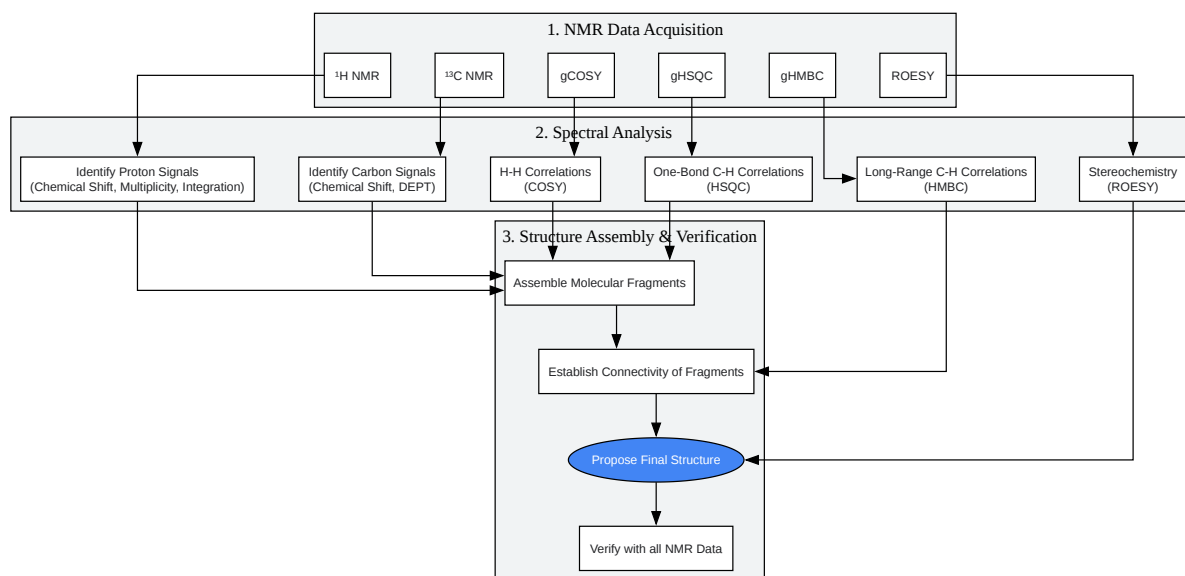 1. NMR Data Acquisition
¹H NMR
¹³C NMR
gCOSY
gHSQC
gHMBC
ROESY
2. Spectral Analysis
Identify Proton Signals
(Chemical Shift, Multiplicity, Integration)
Identify Carbon Signals
(Chemical Shift, DEPT)
H-H Correlations
(COSY)
One-Bond C-H Correlations
(HSQC)
Long-Range C-H Correlations
(HMBC)
Stereochemistry
(ROESY)
3. Structure Assembly & Verification
Assemble Molecular Fragments
Establish Connectivity of Fragments
Propose Final Structure
Verify with all NMR Data